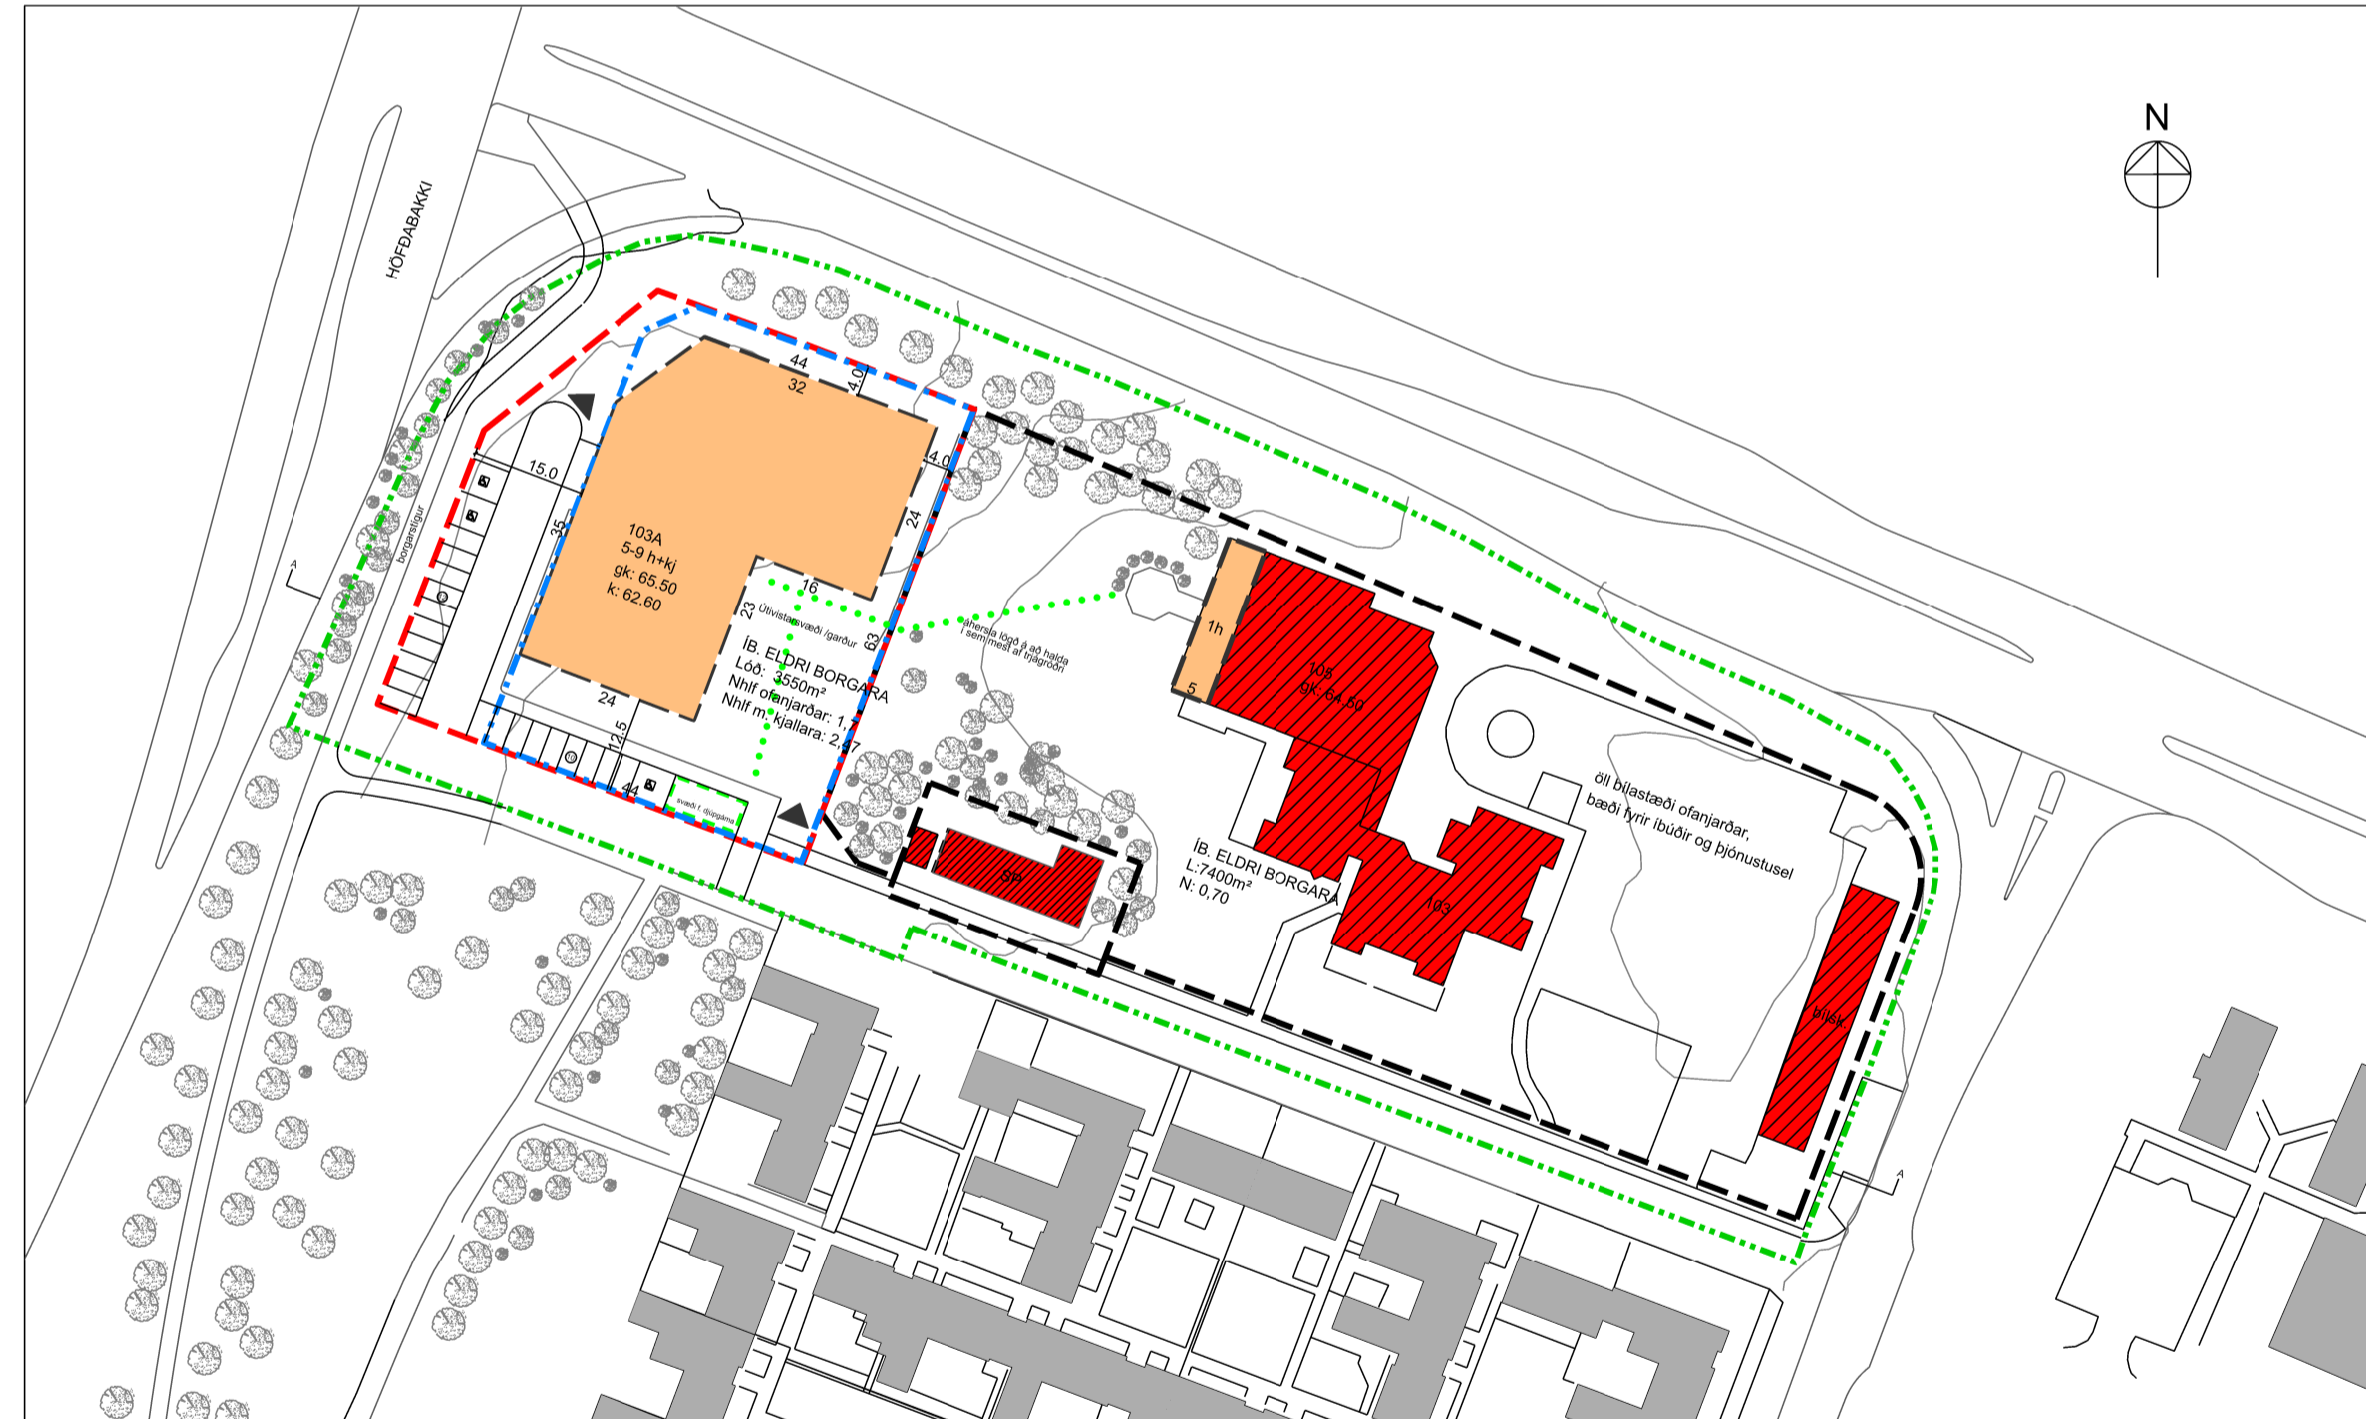 N
HÖFÐABAKKI
borgarstígur
A
44
32
4.0
4.0
15.0
35
24
103A
5-9 h+kj
gk: 65.50
k: 62.60
16
23
Útivistarsvæði /garður
63
ÍB. ELDRI BORGARA
Lóð: 3550m²
Nhlf ofanjarðar: 1,7
Nhlf m. kjallara: 2,47
24
12.5
44
svæði f. djúpgáma
áhersla lögð á að halda
í sem mest af trjágróðri
1h
5
105
gk: 64.50
öll bílastæði ofanjarðar,
bæði fyrir íbúðir og þjónustusel
ÍB. ELDRI BORGARA
L:7400m²
N: 0,70
103
bílsk.
A